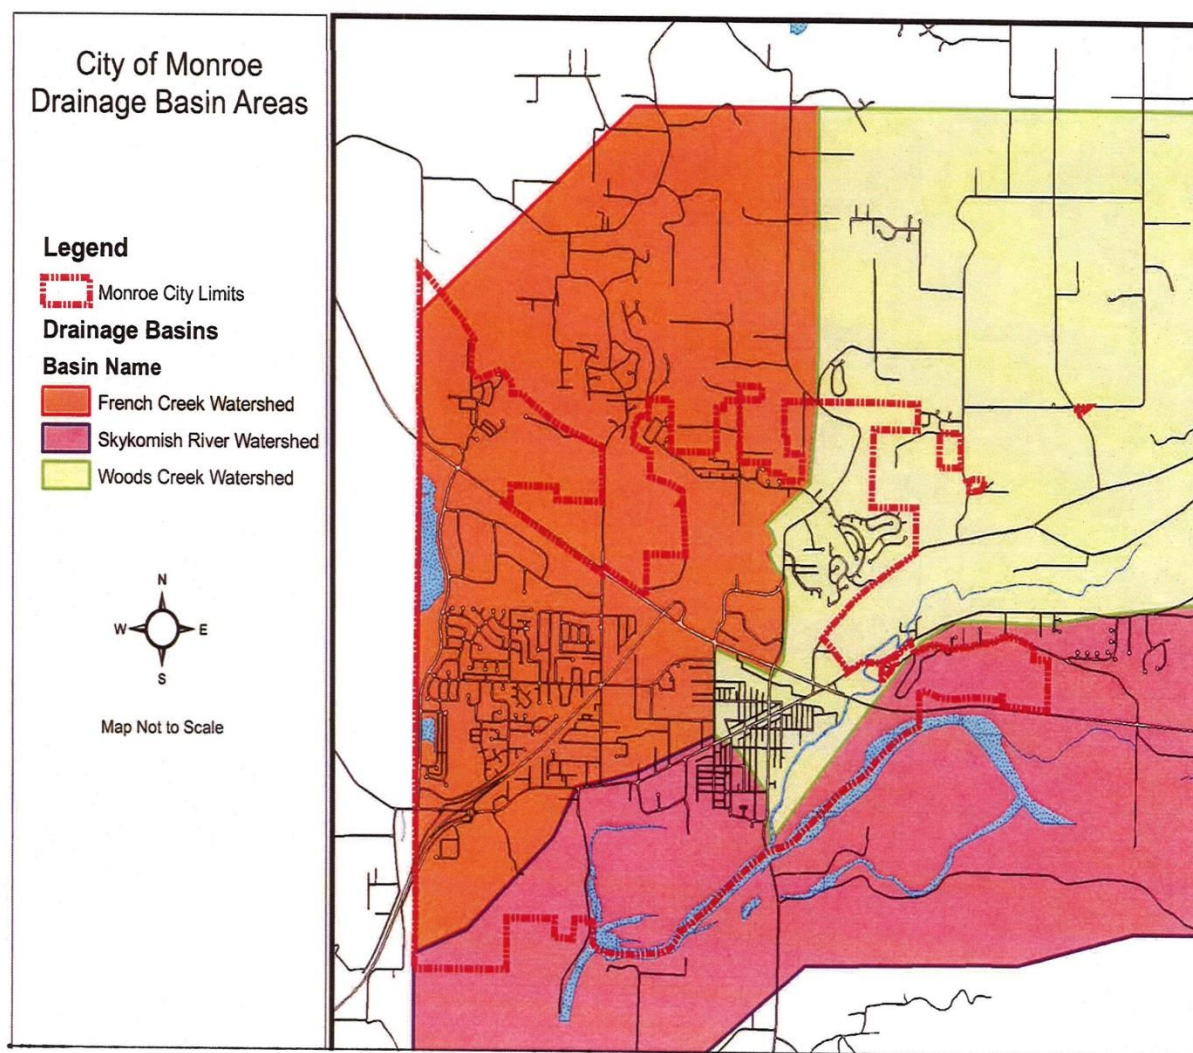 City of Monroe
Drainage Basin Areas
Legend
Monroe City Limits
Drainage Basins
Basin Name
French Creek Watershed
Skykomish River Watershed
Woods Creek Watershed
N
W E
S
Map Not to Scale